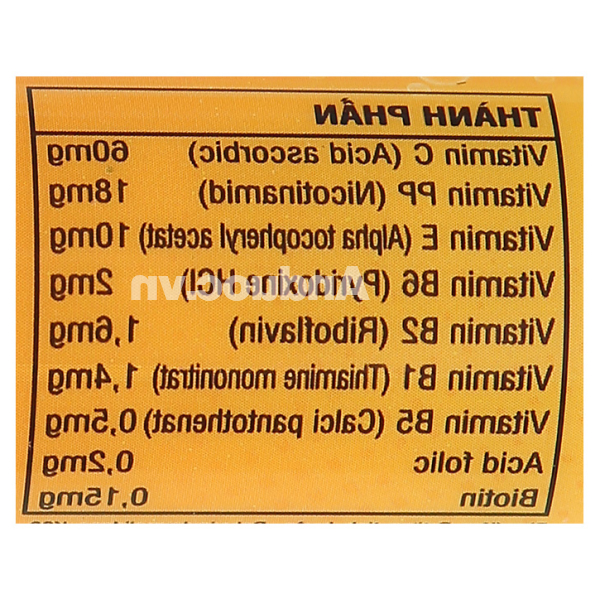 THÀNH PHẦN
Vitamin C (Acid ascorbic) 60mg
Vitamin PP (Nicotinamid) 18mg
Vitamin E (Alpha tocopheryl acetat) 10mg
Vitamin B6 (Pyridoxine HCl) 2mg
Anduoc.vn
Vitamin B2 (Riboflavin) 1,6mg
Vitamin B1 (Thiamine mononitrat) 1,4mg
Vitamin B5 (Calci pantothenat) 0,5mg
Acid folic 0,2mg
Biotin 0,15mg